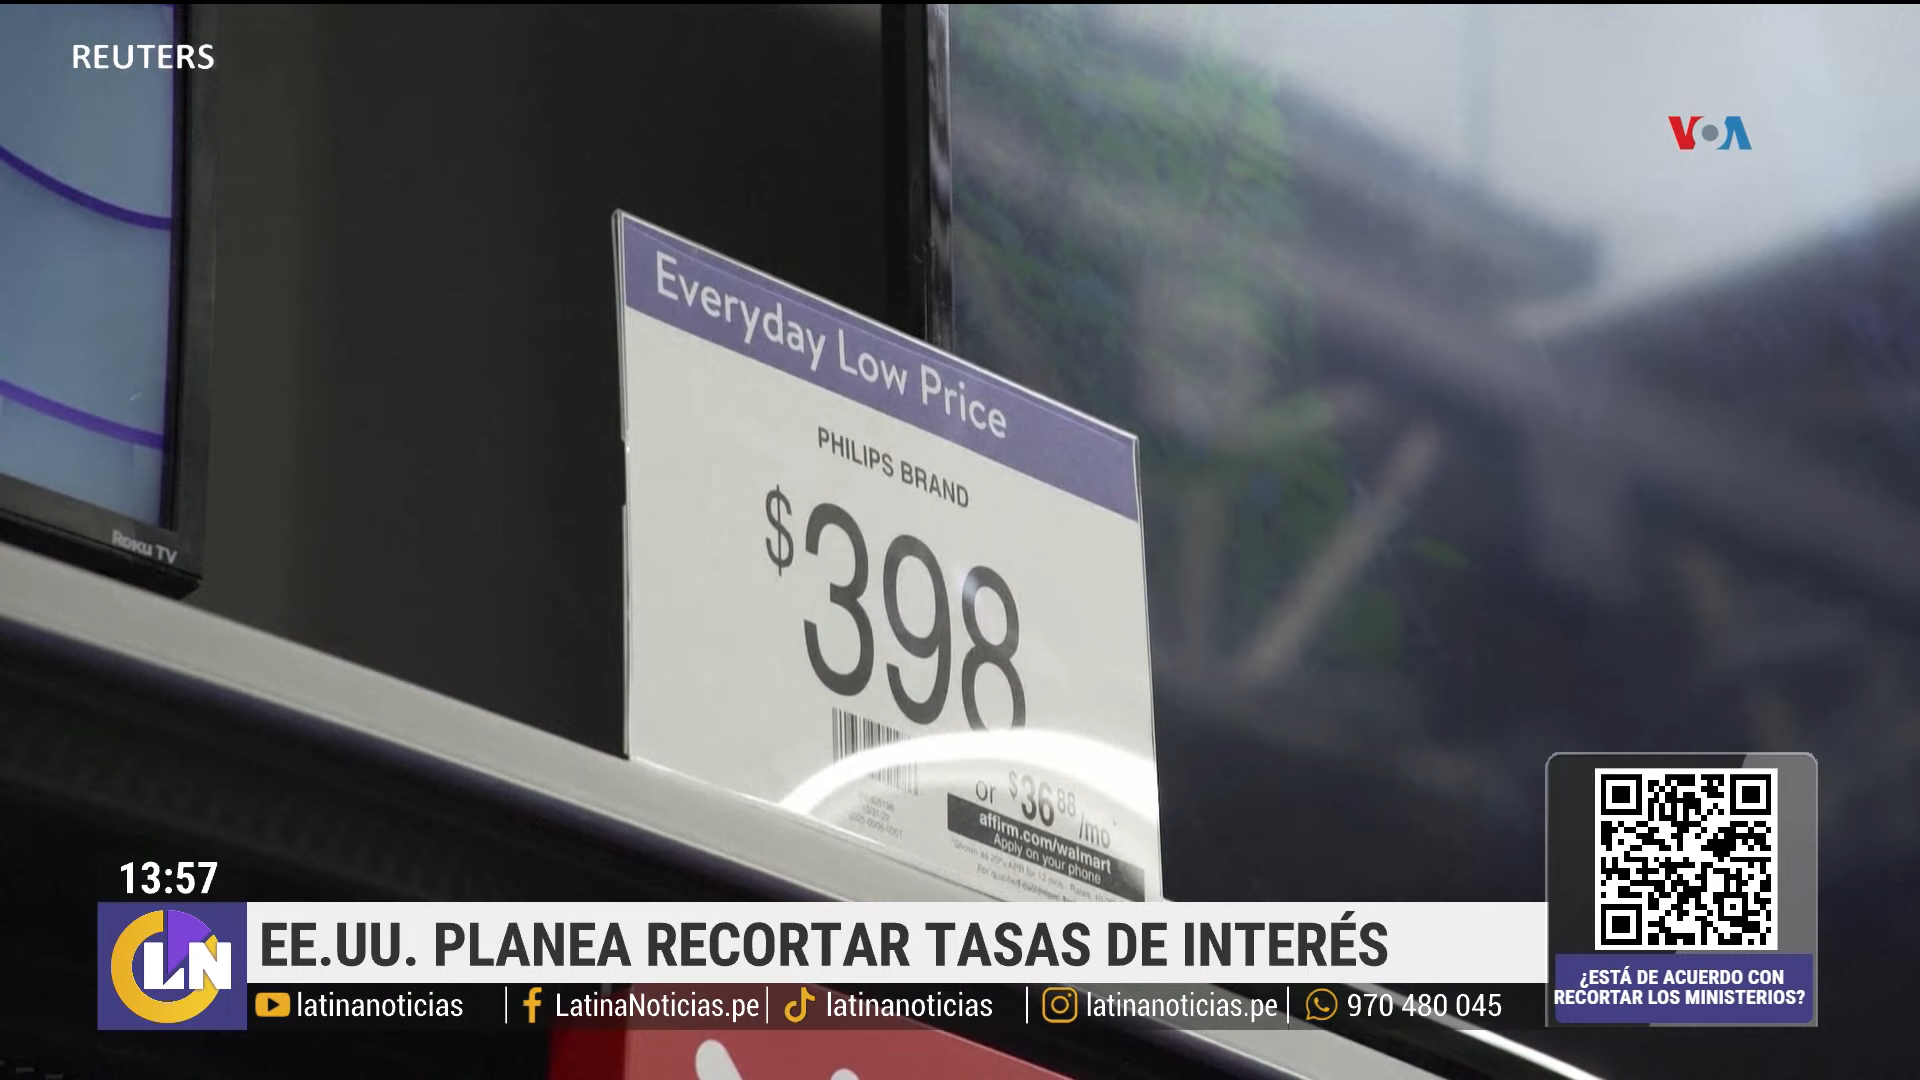 REUTERS
VOA
Everyday Low Price
PHILIPS BRAND
$398
or $36.88/mo*
affirm.com/walmart
Apply on your phone
Roku TV
13:57
LN
EE.UU. PLANEA RECORTAR TASAS DE INTERÉS
latinanoticias
LatinaNoticias.pe
latinanoticias
latinanoticias.pe
970 480 045
¿ESTÁ DE ACUERDO CON
RECORTAR LOS MINISTERIOS?